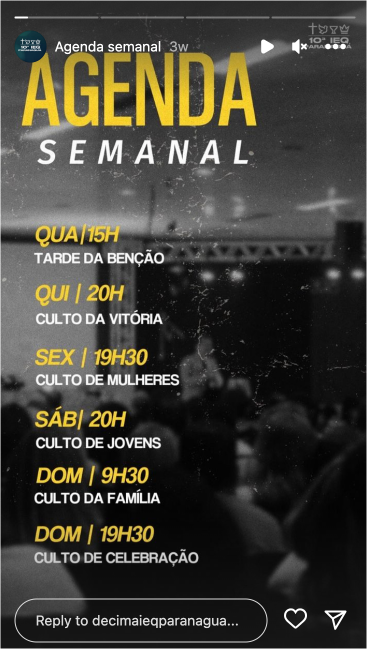 Agenda semanal 3w
10ª IEQ
AGENDA
SEMANAL
QUA|15H
TARDE DA BENÇÃO
QUI | 20H
CULTO DA VITÓRIA
SEX | 19H30
CULTO DE MULHERES
SÁB| 20H
CULTO DE JOVENS
DOM | 9H30
CULTO DA FAMÍLIA
DOM | 19H30
CULTO DE CELEBRAÇÃO
Reply to decimaieqparanagua...